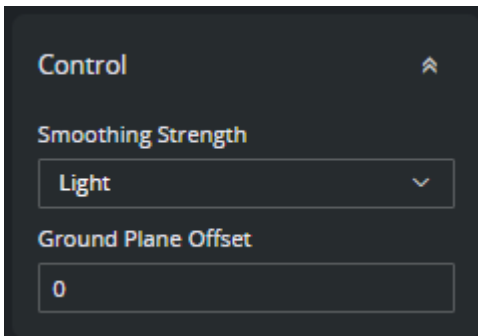 Control
Smoothing Strength
Light
Ground Plane Offset
0